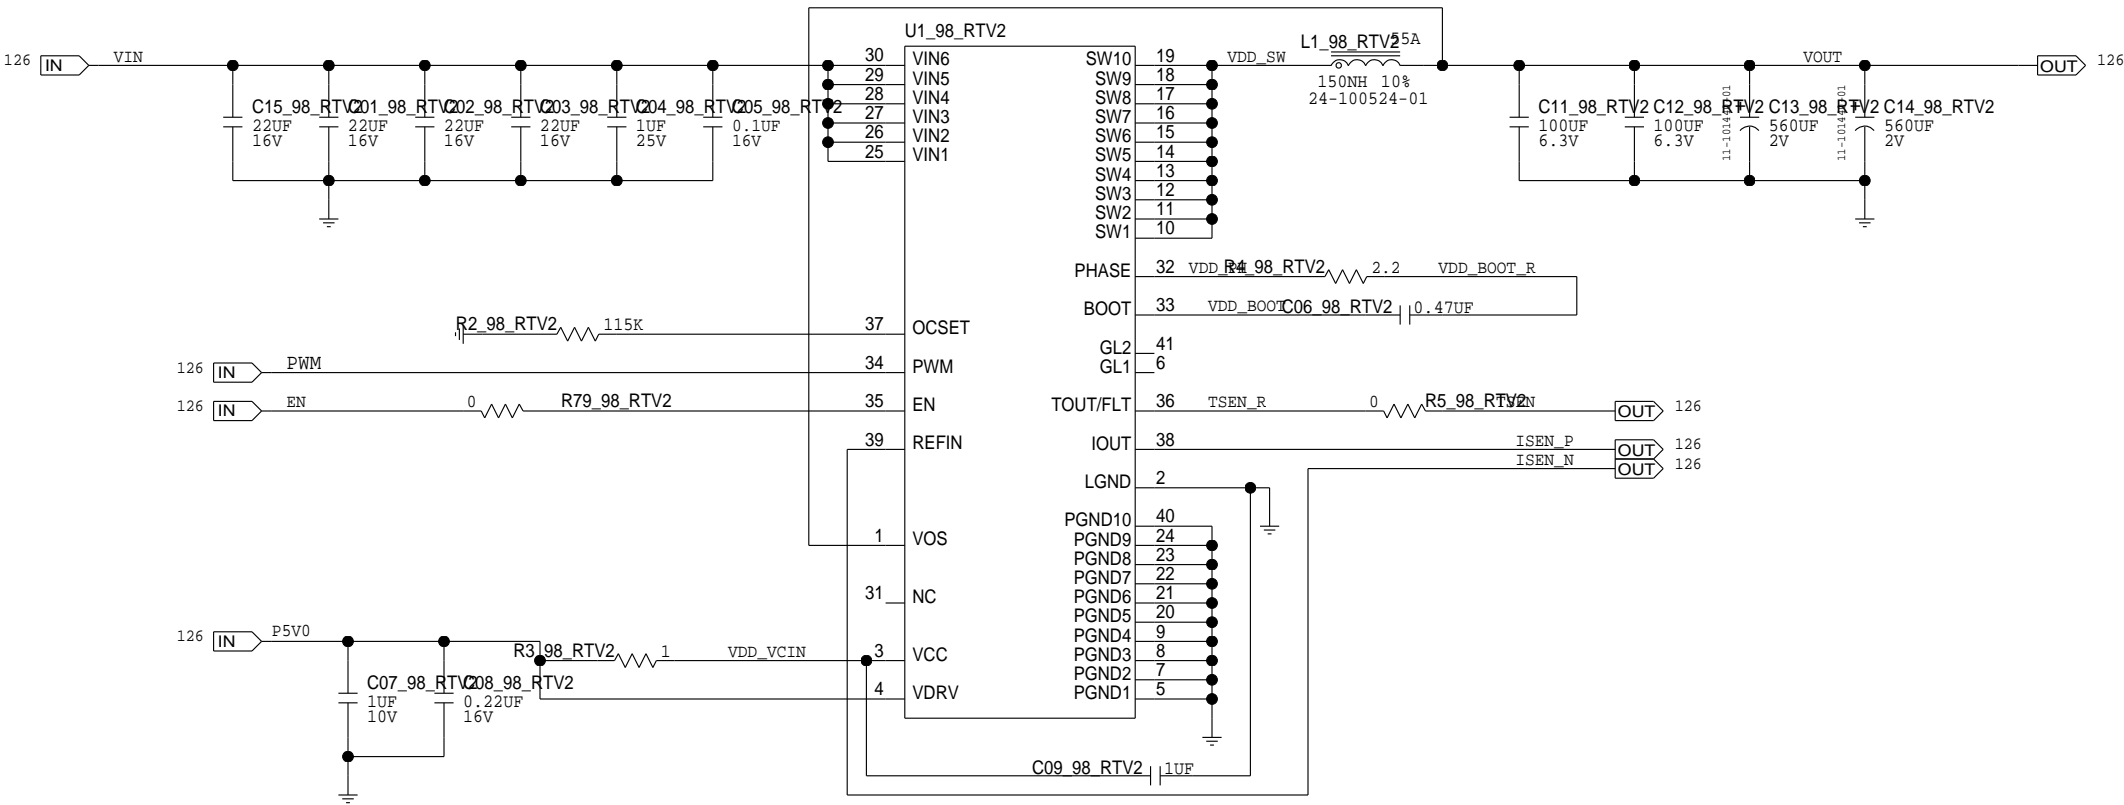 U1_98_RTV2
126 IN VIN
30 VIN6
29 VIN5
28 VIN4
27 VIN3
26 VIN2
25 VIN1
C15_98_RTV2
22UF
16V
C01_98_RTV2
22UF
16V
C02_98_RTV2
22UF
16V
C03_98_RTV2
22UF
16V
C04_98_RTV2
1UF
25V
C05_98_RTV2
0.1UF
16V
SW10 19
SW9 18
SW8 17
SW7 16
SW6 15
SW5 14
SW4 13
SW3 12
SW2 11
SW1 10
VDD_SW
L1_98_RTV2 55A
150NH 10%
24-100524-01
VOUT
OUT 126
C11_98_RTV2
100UF
6.3V
C12_98_RTV2
100UF
6.3V
C13_98_RTV2
560UF
2V
C14_98_RTV2
560UF
2V
PHASE 32
R4_98_RTV2 2.2 VDD_BOOT_R
BOOT 33 VDD_BOOT C06_98_RTV2 0.47UF
R2_98_RTV2 115K 37 OCSET
GL2 41
GL1 6
126 IN PWM 34 PWM
126 IN EN 0 R79_98_RTV2 35 EN
TOUT/FLT 36 TSEN_R 0 R5_98_RTV2 TSEN OUT 126
39 REFIN
IOUT 38 ISEN_P OUT 126
ISEN_N OUT 126
LGND 2
1 VOS
PGND10 40
PGND9 24
PGND8 23
PGND7 22
PGND6 21
PGND5 20
PGND4 9
PGND3 8
PGND2 7
PGND1 5
31 NC
126 IN P5V0
R3_98_RTV2 1 VDD_VCIN 3 VCC
4 VDRV
C07_98_RTV2
1UF
10V
C08_98_RTV2
0.22UF
16V
C09_98_RTV2 1UF